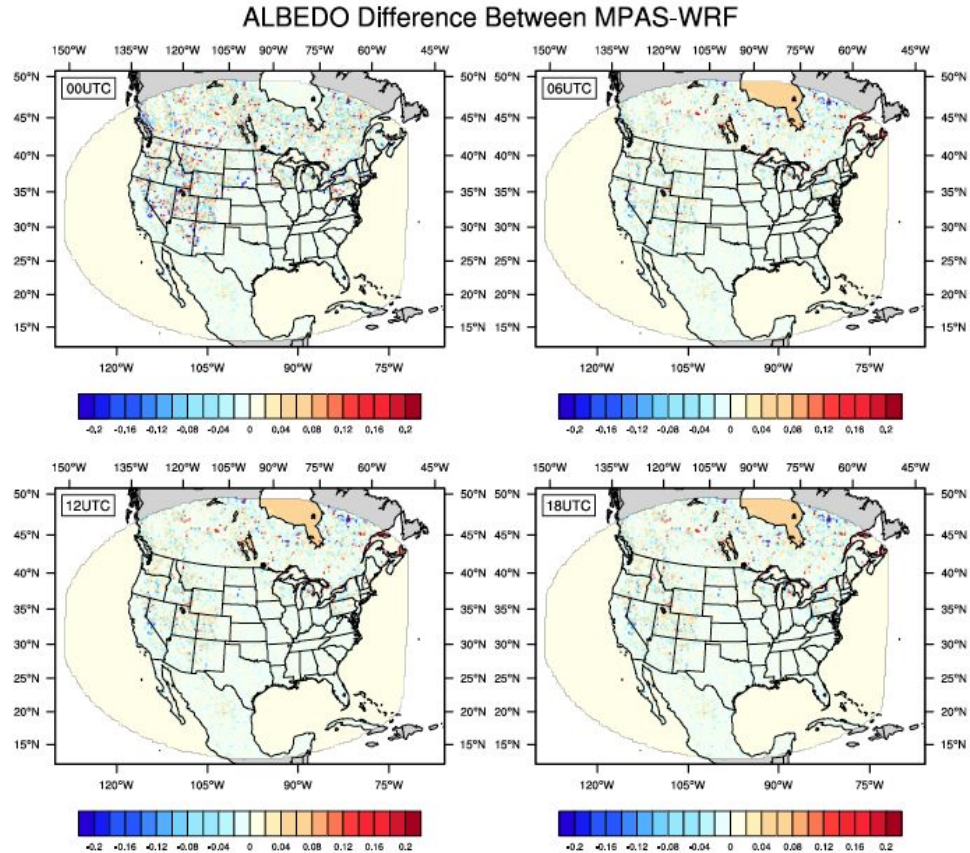 ALBEDO Difference Between MPAS-WRF
150°W 135°W 120°W 105°W 90°W 75°W 60°W 45°W
150°W 135°W 120°W 105°W 90°W 75°W 60°W 45°W
00UTC
06UTC
50°N 50°N 50°N 50°N
45°N 45°N 45°N 45°N
40°N 40°N 40°N 40°N
35°N 35°N 35°N 35°N
30°N 30°N 30°N 30°N
25°N 25°N 25°N 25°N
20°N 20°N 20°N 20°N
15°N 15°N 15°N 15°N
120°W 105°W 90°W 75°W
120°W 105°W 90°W 75°W
-0.2 -0.16 -0.12 -0.08 -0.04 0 0.04 0.08 0.12 0.16 0.2
-0.2 -0.16 -0.12 -0.08 -0.04 0 0.04 0.08 0.12 0.16 0.2
150°W 135°W 120°W 105°W 90°W 75°W 60°W 45°W
150°W 135°W 120°W 105°W 90°W 75°W 60°W 45°W
12UTC
18UTC
50°N 50°N 50°N 50°N
45°N 45°N 45°N 45°N
40°N 40°N 40°N 40°N
35°N 35°N 35°N 35°N
30°N 30°N 30°N 30°N
25°N 25°N 25°N 25°N
20°N 20°N 20°N 20°N
15°N 15°N 15°N 15°N
120°W 105°W 90°W 75°W
120°W 105°W 90°W 75°W
-0.2 -0.16 -0.12 -0.08 -0.04 0 0.04 0.08 0.12 0.16 0.2
-0.2 -0.16 -0.12 -0.08 -0.04 0 0.04 0.08 0.12 0.16 0.2